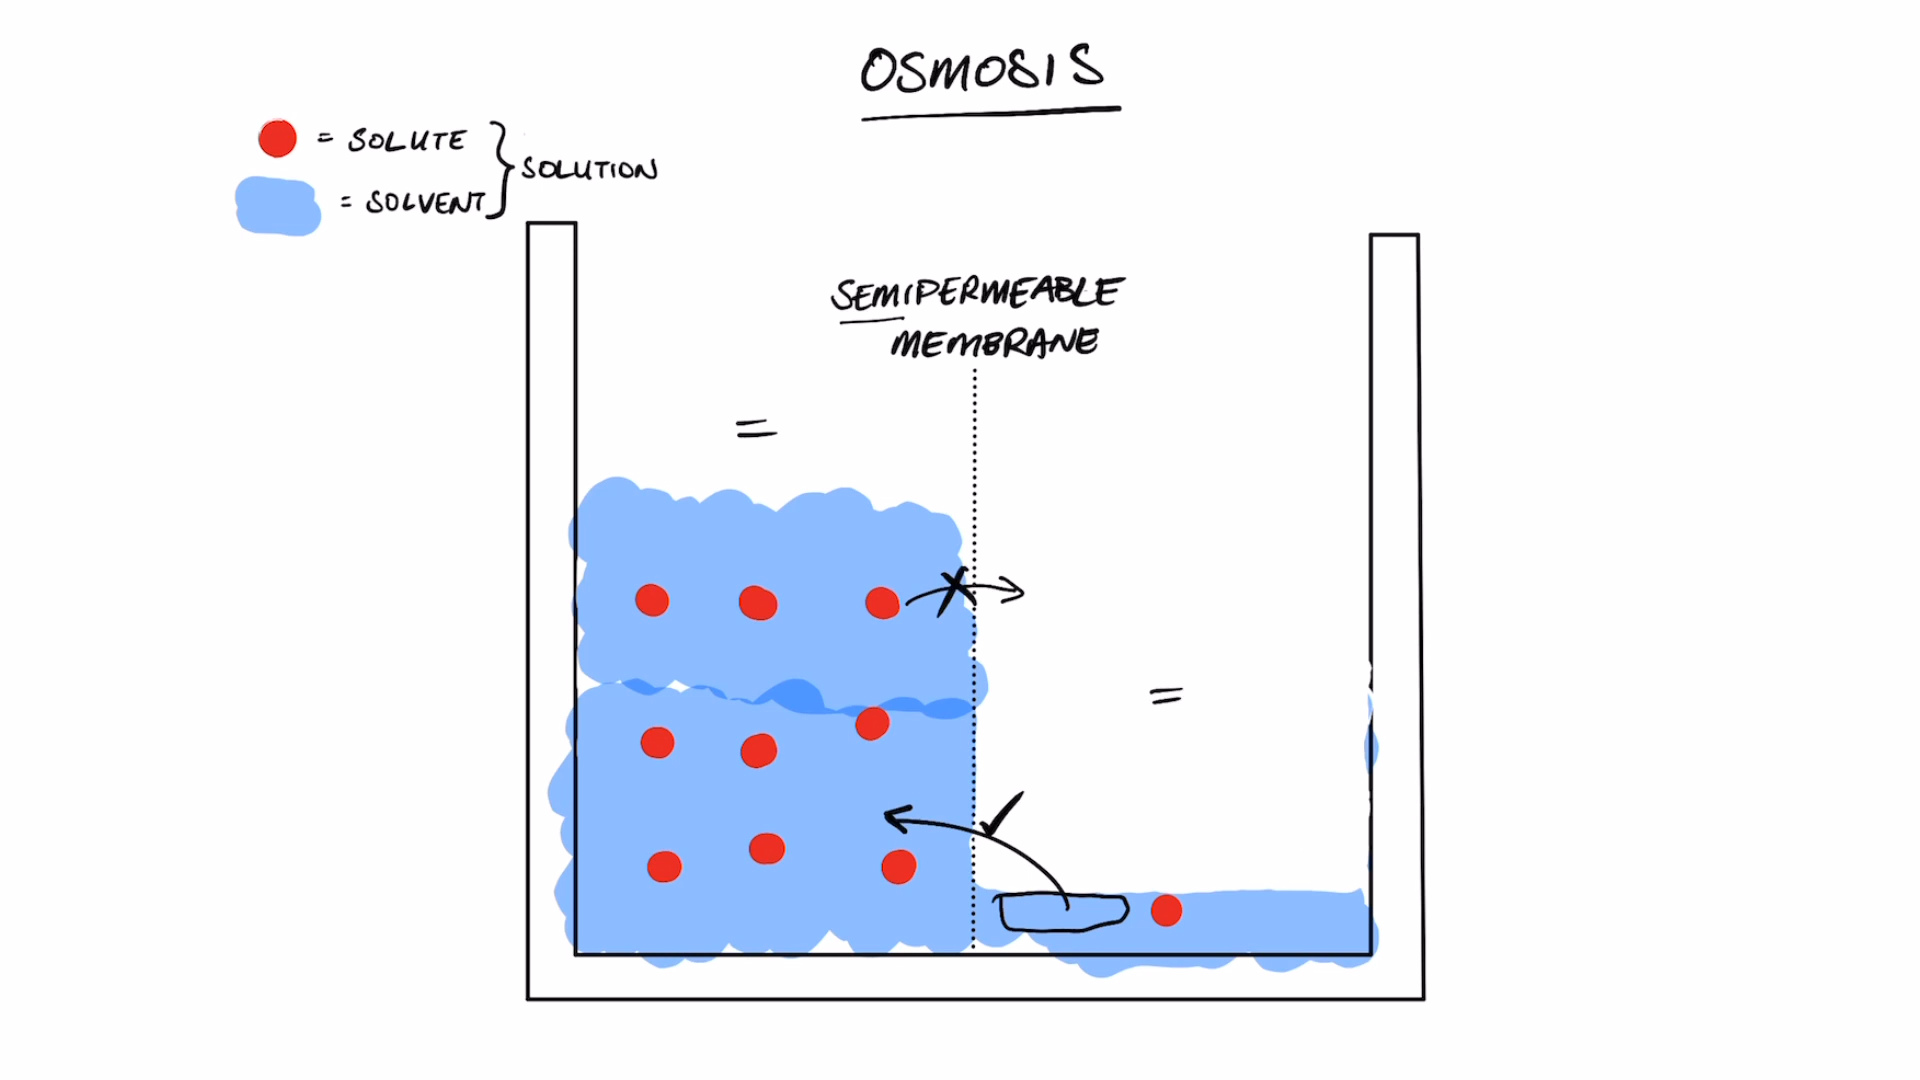 OSMOSIS
= SOLUTE
= SOLVENT
} SOLUTION
SEMIPERMEABLE
MEMBRANE
=
=